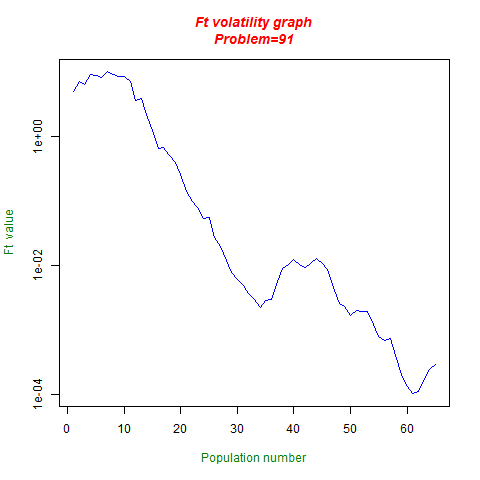 Ft volatility graph
Problem=91
1e+00
1e-02
1e-04
Ft value
0 10 20 30 40 50 60
Population number